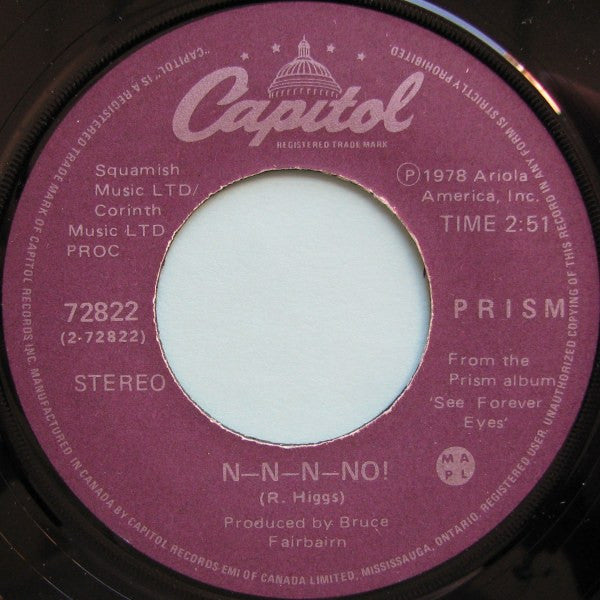 Capitol
REGISTERED TRADE MARK
Squamish
Music LTD/
Corinth
Music LTD
PROC
Ⓟ1978 Ariola
America, Inc.
TIME 2:51
72822
(2-72822)
STEREO
PRISM
From the
Prism album
'See Forever
Eyes'
N–N–N–NO!
(R. Higgs)
Produced by Bruce
Fairbairn
MAPL
"CAPITOL" IS A REGISTERED TRADE MARK OF CAPITOL RECORDS INC. MANUFACTURED IN CANADA BY CAPITOL RECORDS EMI OF CANADA LIMITED, MISSISSAUGA, ONTARIO. REGISTERED USER. UNAUTHORIZED COPYING OF THIS RECORD IN ANY FORM IS STRICTLY PROHIBITED.